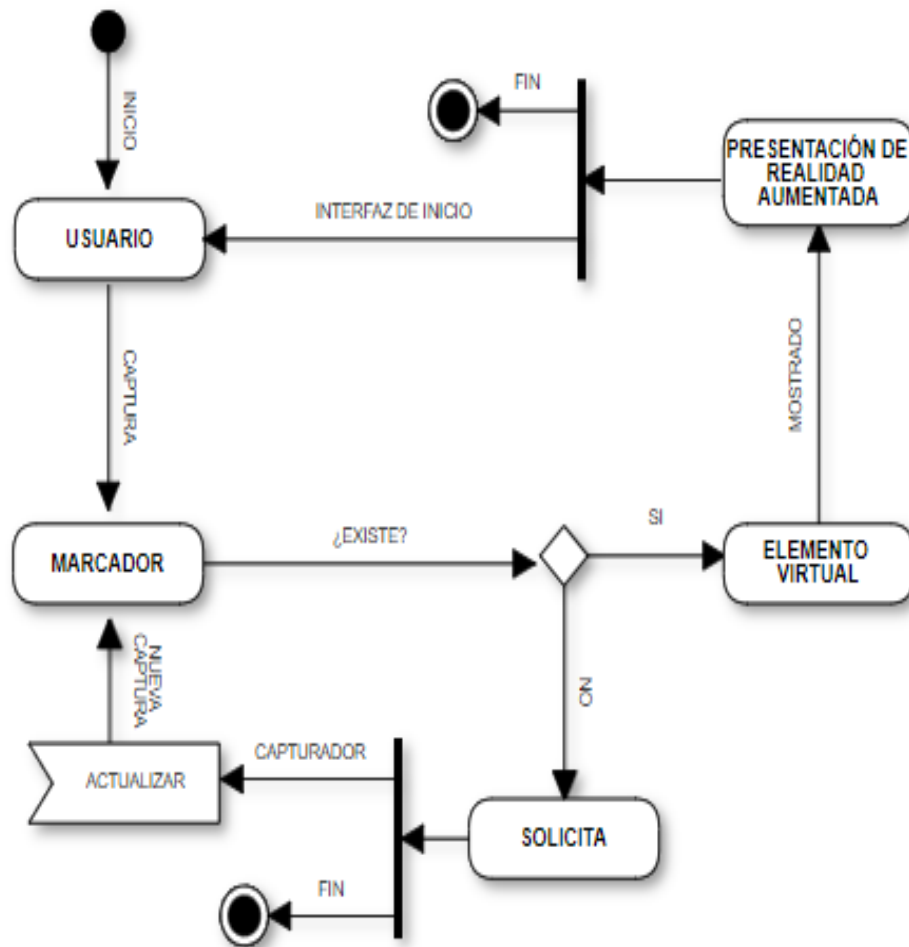 INICIO
FIN
PRESENTACIÓN DE
REALIDAD
AUMENTADA
INTERFAZ DE INICIO
USUARIO
CAPTURA
MOSTRADO
MARCADOR
¿EXISTE?
SI
ELEMENTO
VIRTUAL
NO
NUEVA
CAPTURA
ACTUALIZAR
CAPTURADOR
SOLICITA
FIN